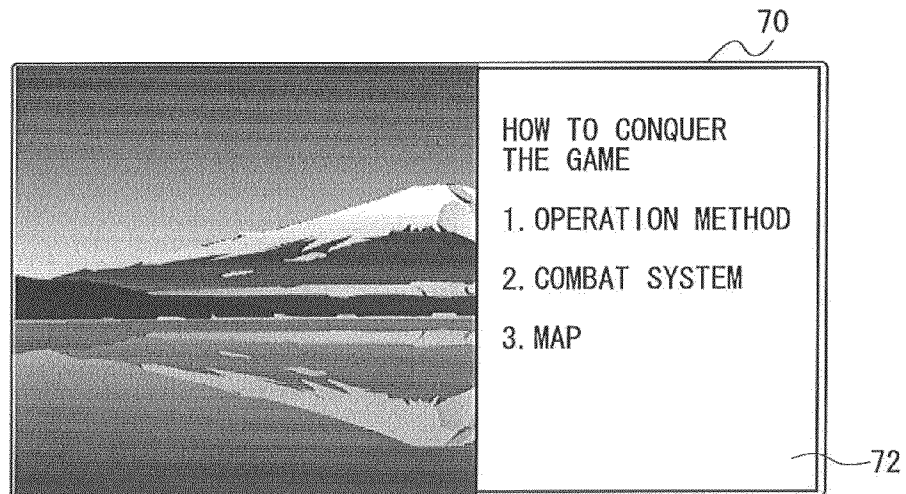 70
HOW TO CONQUER
THE GAME
1. OPERATION METHOD
2. COMBAT SYSTEM
3. MAP
72